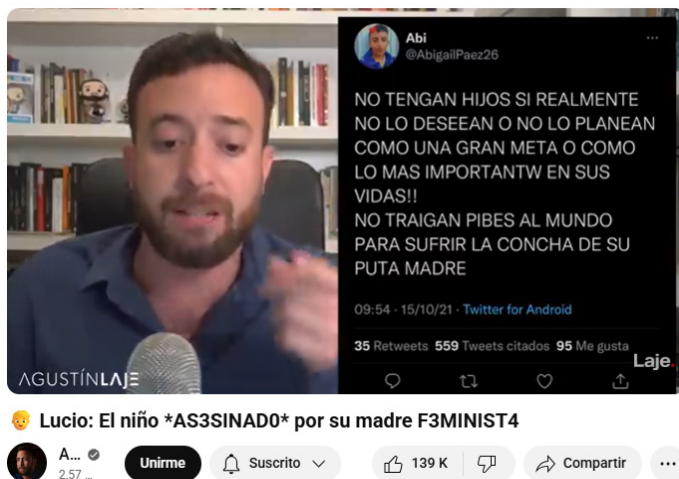 Abi
@AbigailPaez26
NO TENGAN HIJOS SI REALMENTE
NO LO DESEEAN O NO LO PLANEAN
COMO UNA GRAN META O COMO
LO MAS IMPORTANTW EN SUS
VIDAS!!
NO TRAIGAN PIBES AL MUNDO
PARA SUFRIR LA CONCHA DE SU
PUTA MADRE
09:54 · 15/10/21 · Twitter for Android
35 Retweets 559 Tweets citados 95 Me gusta
Laje.
AGUSTÍNLAJE
Lucio: El niño *AS3SINAD0* por su madre F3MINIST4
A...
2.57 ...
Unirme
Suscrito
139 K
Compartir